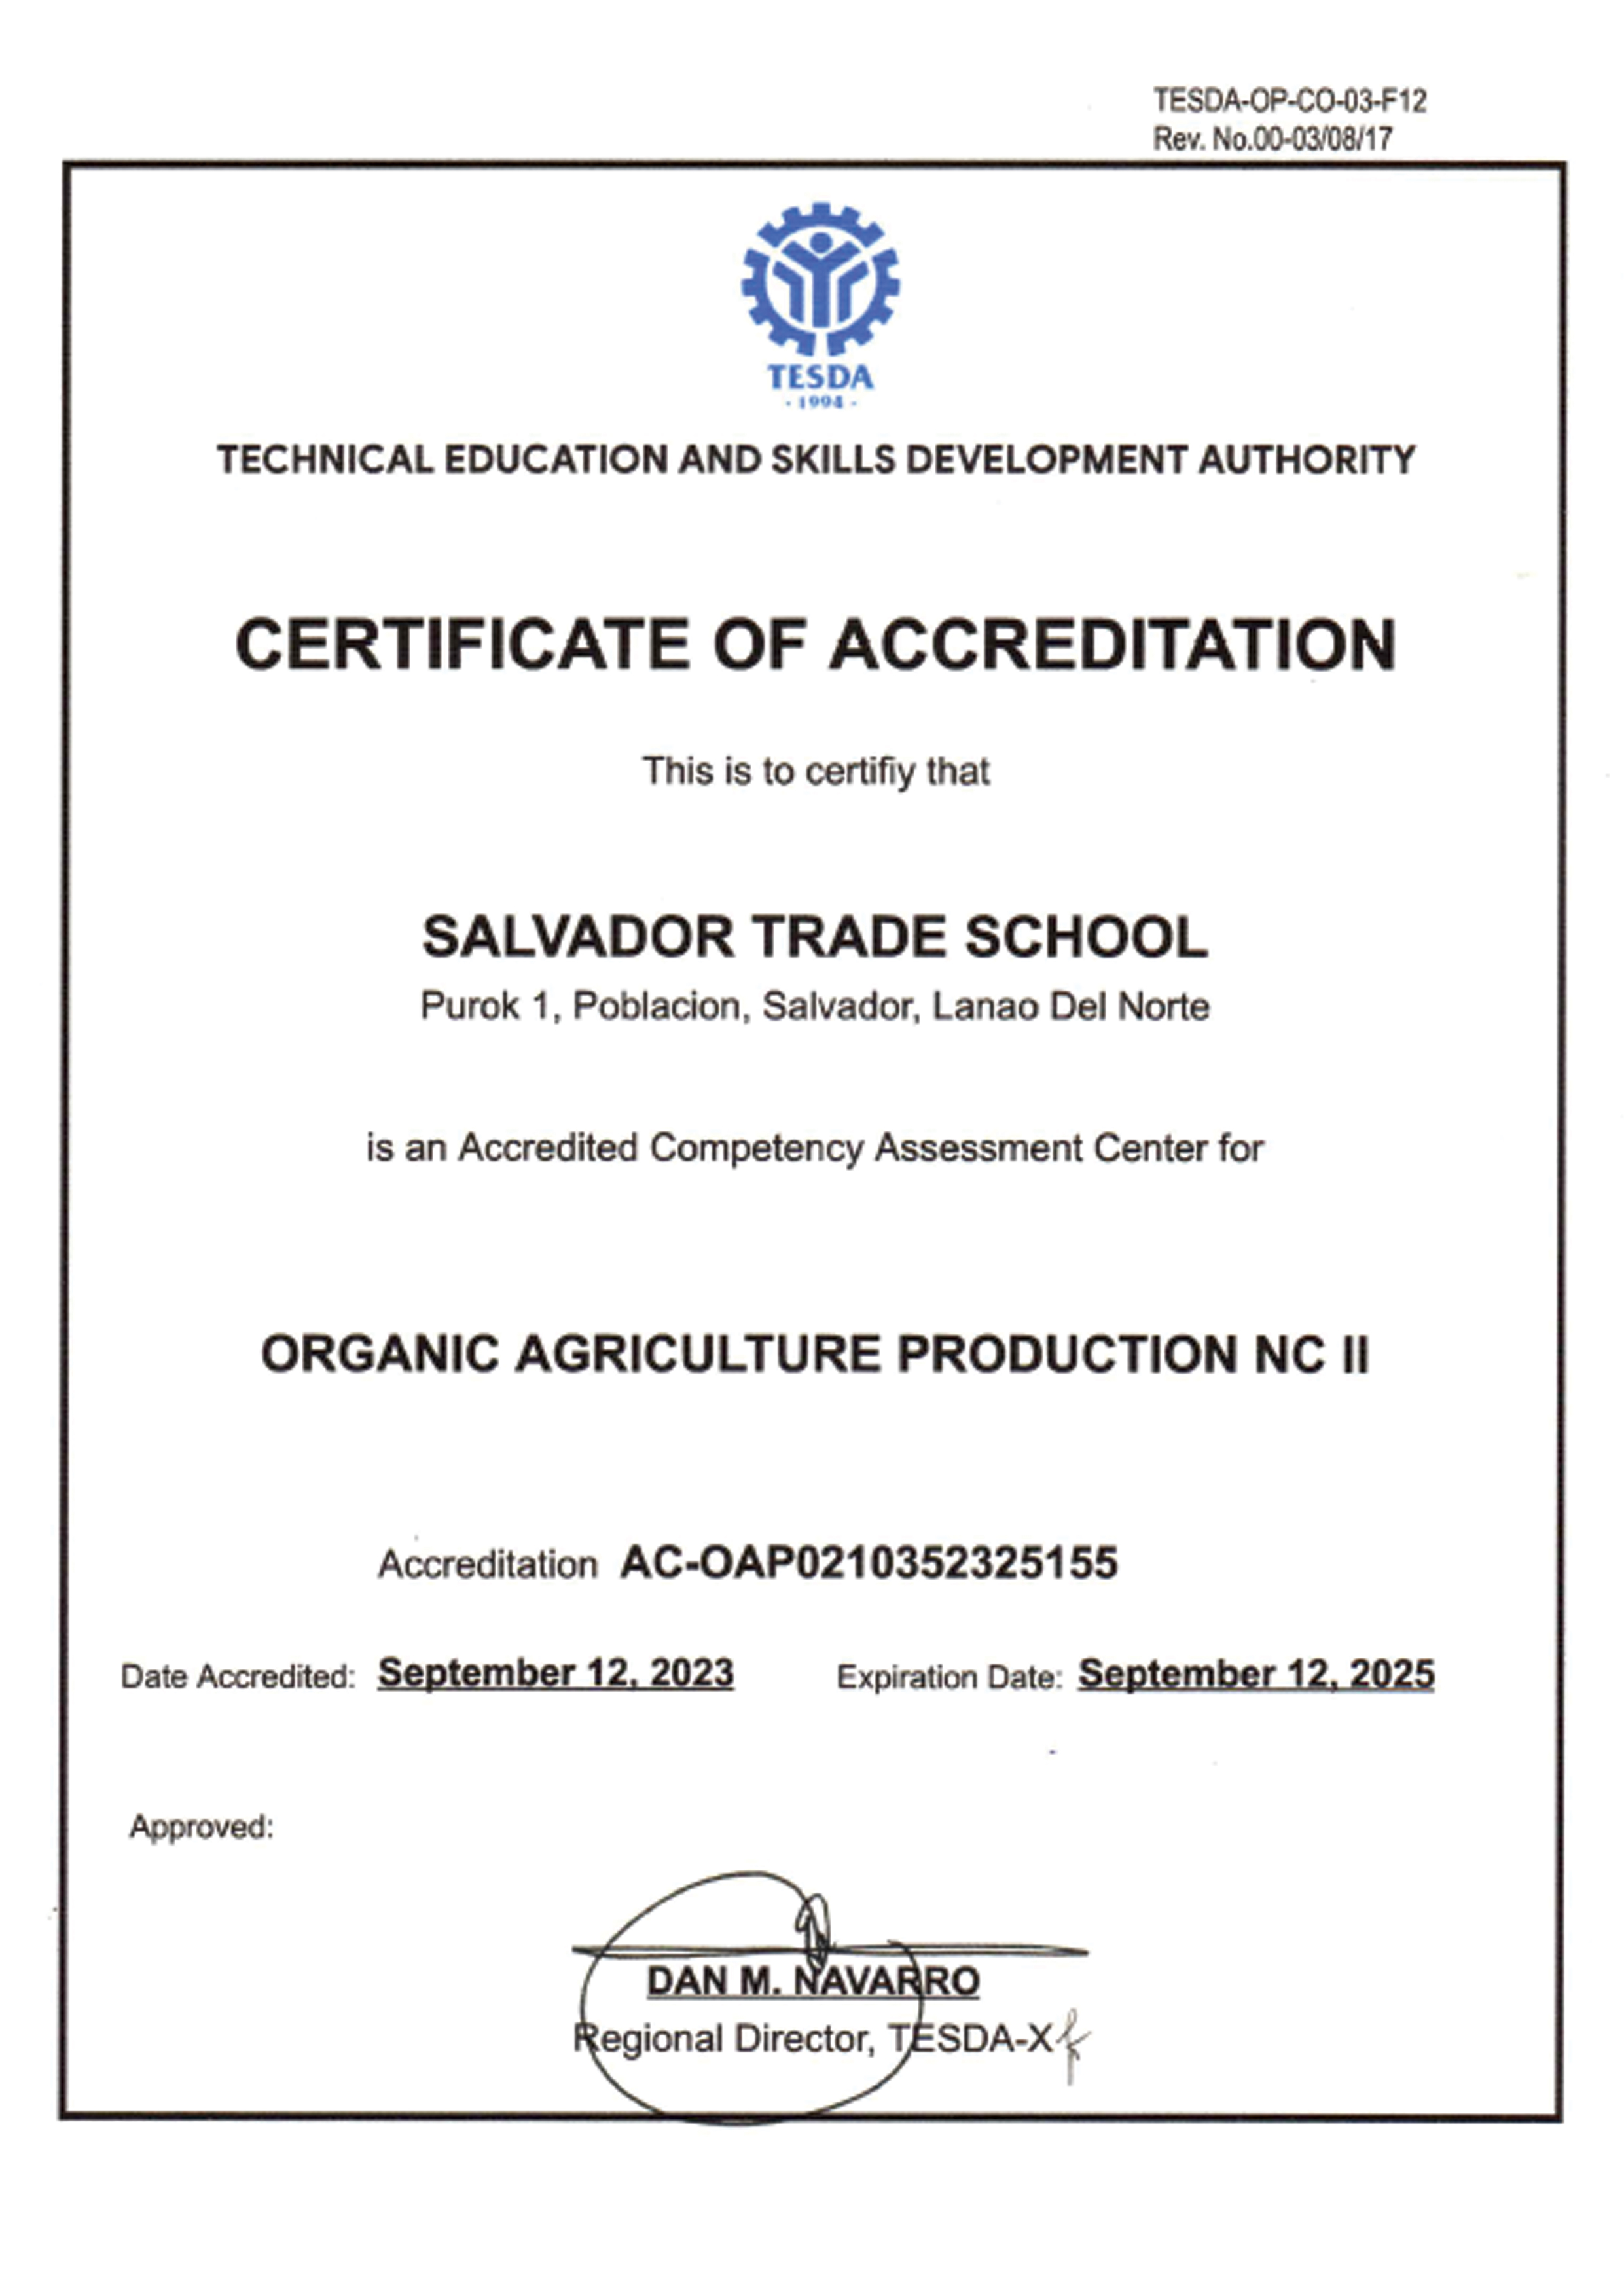 TESDA-OP-CO-03-F12
Rev. No.00-03/08/17
TESDA
- 1994 -
TECHNICAL EDUCATION AND SKILLS DEVELOPMENT AUTHORITY
CERTIFICATE OF ACCREDITATION
This is to certifiy that
SALVADOR TRADE SCHOOL
Purok 1, Poblacion, Salvador, Lanao Del Norte
is an Accredited Competency Assessment Center for
ORGANIC AGRICULTURE PRODUCTION NC II
Accreditation AC-OAP0210352325155
Date Accredited: September 12, 2023 Expiration Date: September 12, 2025
Approved:
DAN M. NAVARRO
Regional Director, TESDA-X